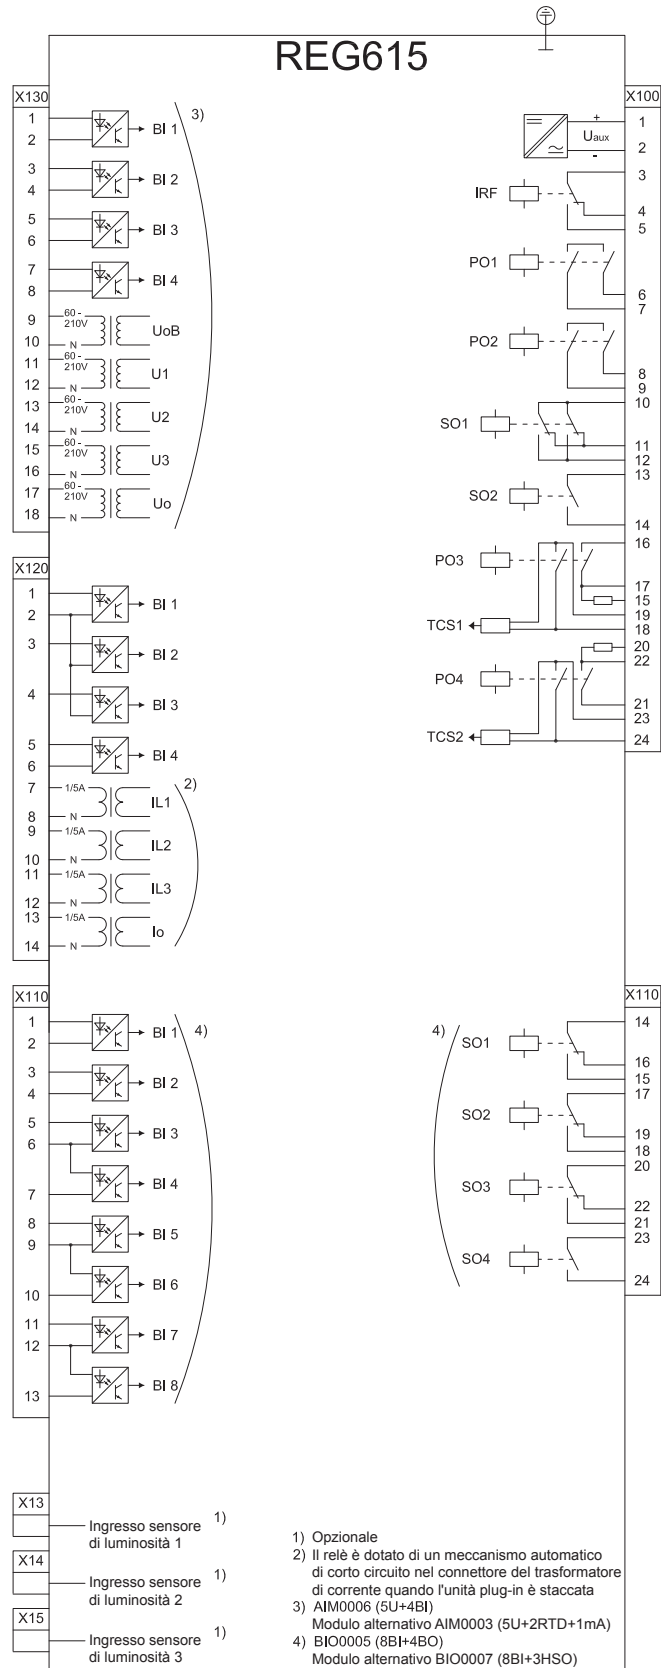 REG615
X130
1
2
BI 1
3)
3
4
BI 2
5
6
BI 3
7
8
BI 4
9
60 -
210V
10
N
UoB
11
60 -
210V
12
N
U1
13
60 -
210V
14
N
U2
15
60 -
210V
16
N
U3
17
60 -
210V
18
N
Uo
X120
1
2
BI 1
3
BI 2
4
BI 3
5
6
BI 4
7
1/5A
8
N
IL1
2)
9
1/5A
10
N
IL2
11
1/5A
12
N
IL3
13
1/5A
14
N
Io
X110
1
2
BI 1
4)
3
4
BI 2
5
6
BI 3
7
BI 4
8
9
BI 5
10
BI 6
11
12
BI 7
13
BI 8
X13
Ingresso sensore
di luminosità 1
1)
X14
Ingresso sensore
di luminosità 2
1)
X15
Ingresso sensore
di luminosità 3
1)
X100
+
Uaux
-
1
2
IRF
3
4
5
PO1
6
7
PO2
8
9
SO1
10
11
12
SO2
13
14
PO3
16
17
15
19
18
TCS1
20
22
PO4
21
23
TCS2
24
X110
4)
SO1
14
16
15
SO2
17
19
18
SO3
20
22
21
SO4
23
24
1) Opzionale
2) Il relè è dotato di un meccanismo automatico
di corto circuito nel connettore del trasformatore
di corrente quando l'unità plug-in è staccata
3) AIM0006 (5U+4BI)
Modulo alternativo AIM0003 (5U+2RTD+1mA)
4) BIO0005 (8BI+4BO)
Modulo alternativo BIO0007 (8BI+3HSO)